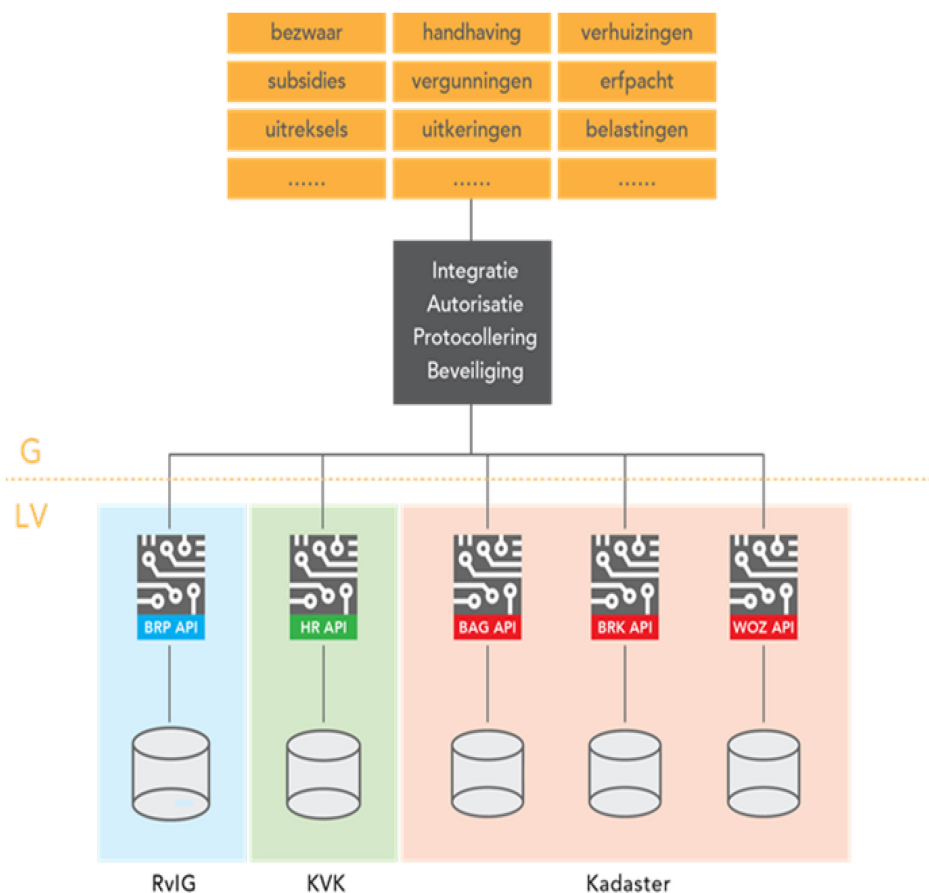 bezwaar handhaving verhuizingen
subsidies vergunningen erfpacht
uitreksels uitkeringen belastingen
...... ...... ......
Integratie
Autorisatie
Protocollering
Beveiliging
G
LV
BRP API HR API BAG API BRK API WOZ API
RvIG KVK Kadaster